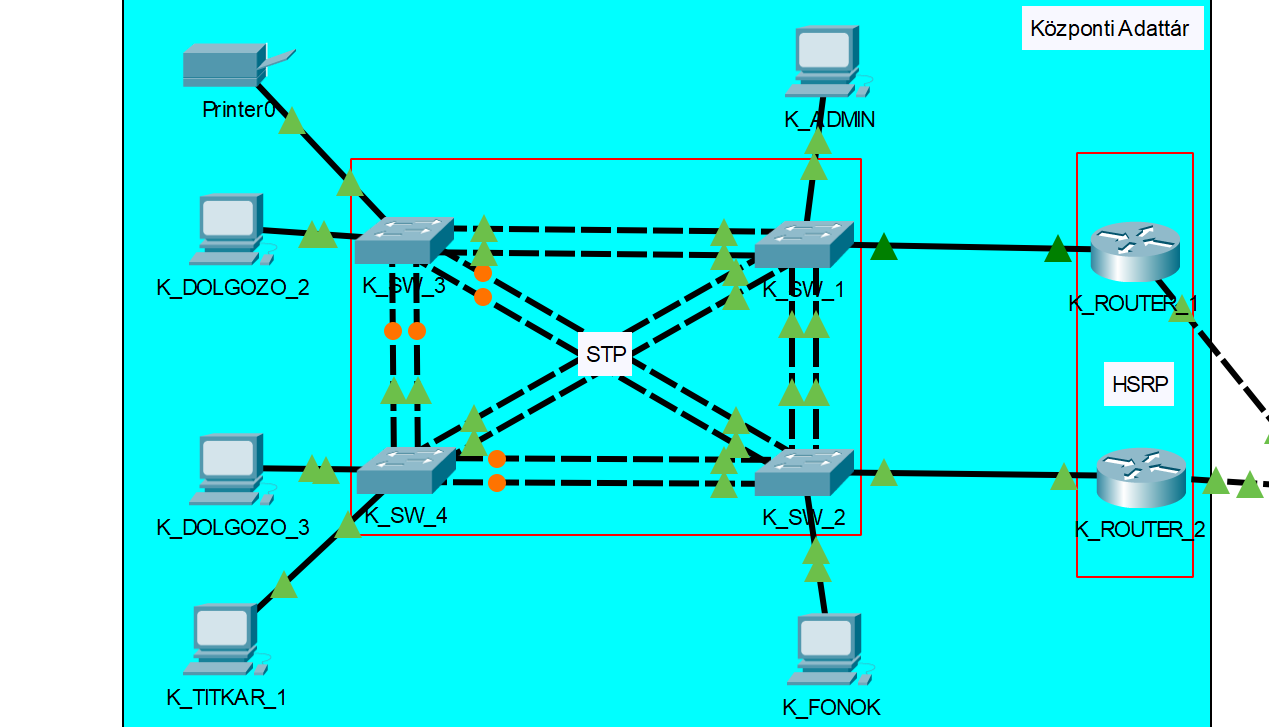 Központi Adattár
Printer0
K_ADMIN
K_DOLGOZO_2
K_SW_3
K_SW_1
K_ROUTER_1
STP
HSRP
K_DOLGOZO_3
K_SW_4
K_SW_2
K_ROUTER_2
K_TITKAR_1
K_FONOK